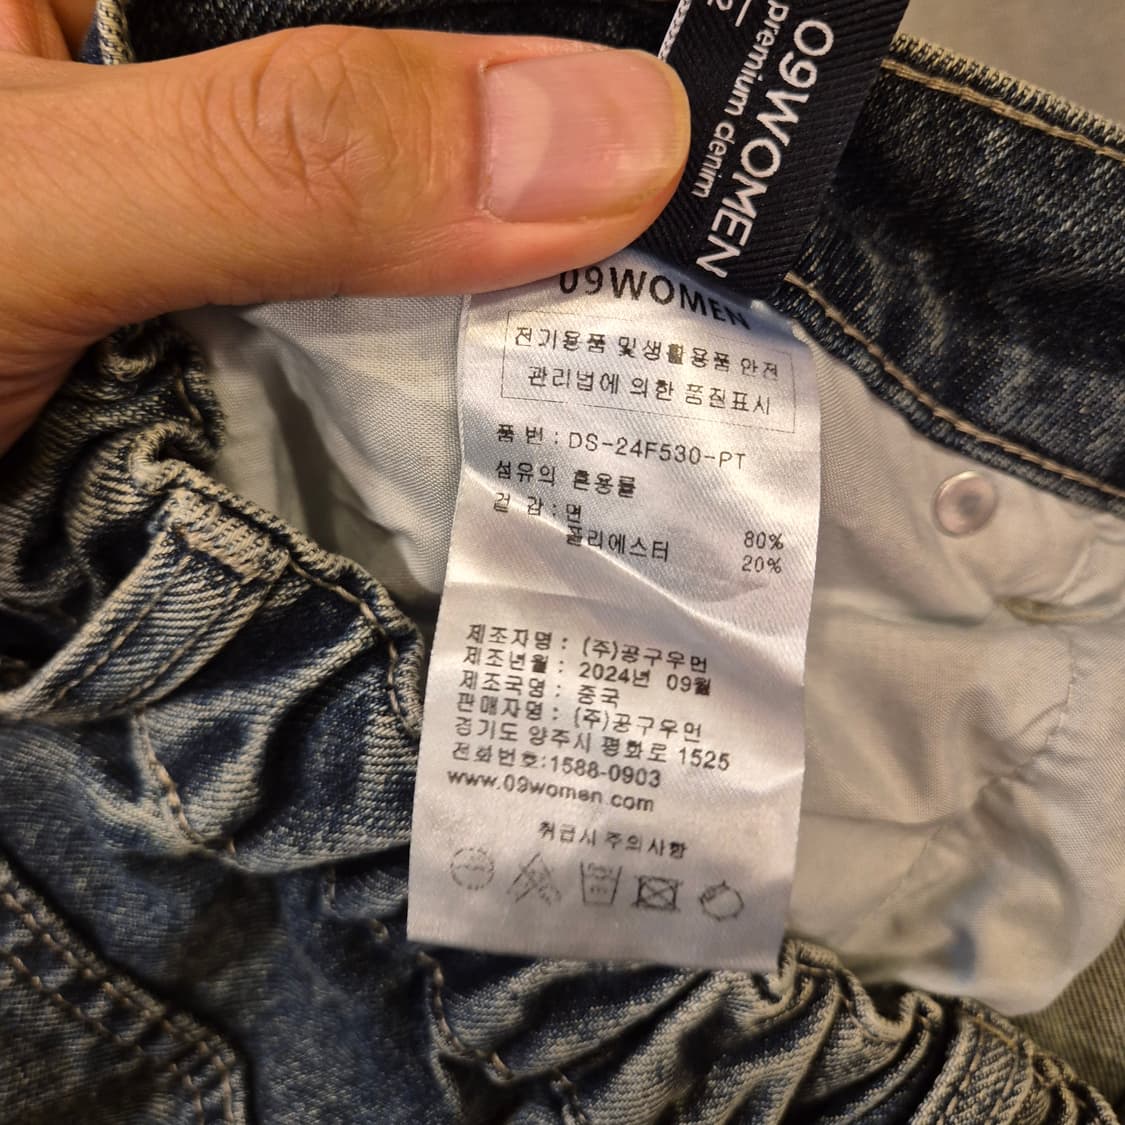 09WOMEN
premium denim
09WOMEN
전기용품 및생활용품 안전
관리법에 의한 품질표시
품 번 : DS-24F530-PT
섬유의 혼용률
겉 감 : 면 80%
폴리에스터 20%
제조자명 : (주)공구우먼
제조년월 : 2024년 09월
제조국명 : 중국
판매자명 : (주)공구우먼
경기도 양주시 평화로 1525
전화번호:1588-0903
www.09women.com
취급시주의사항